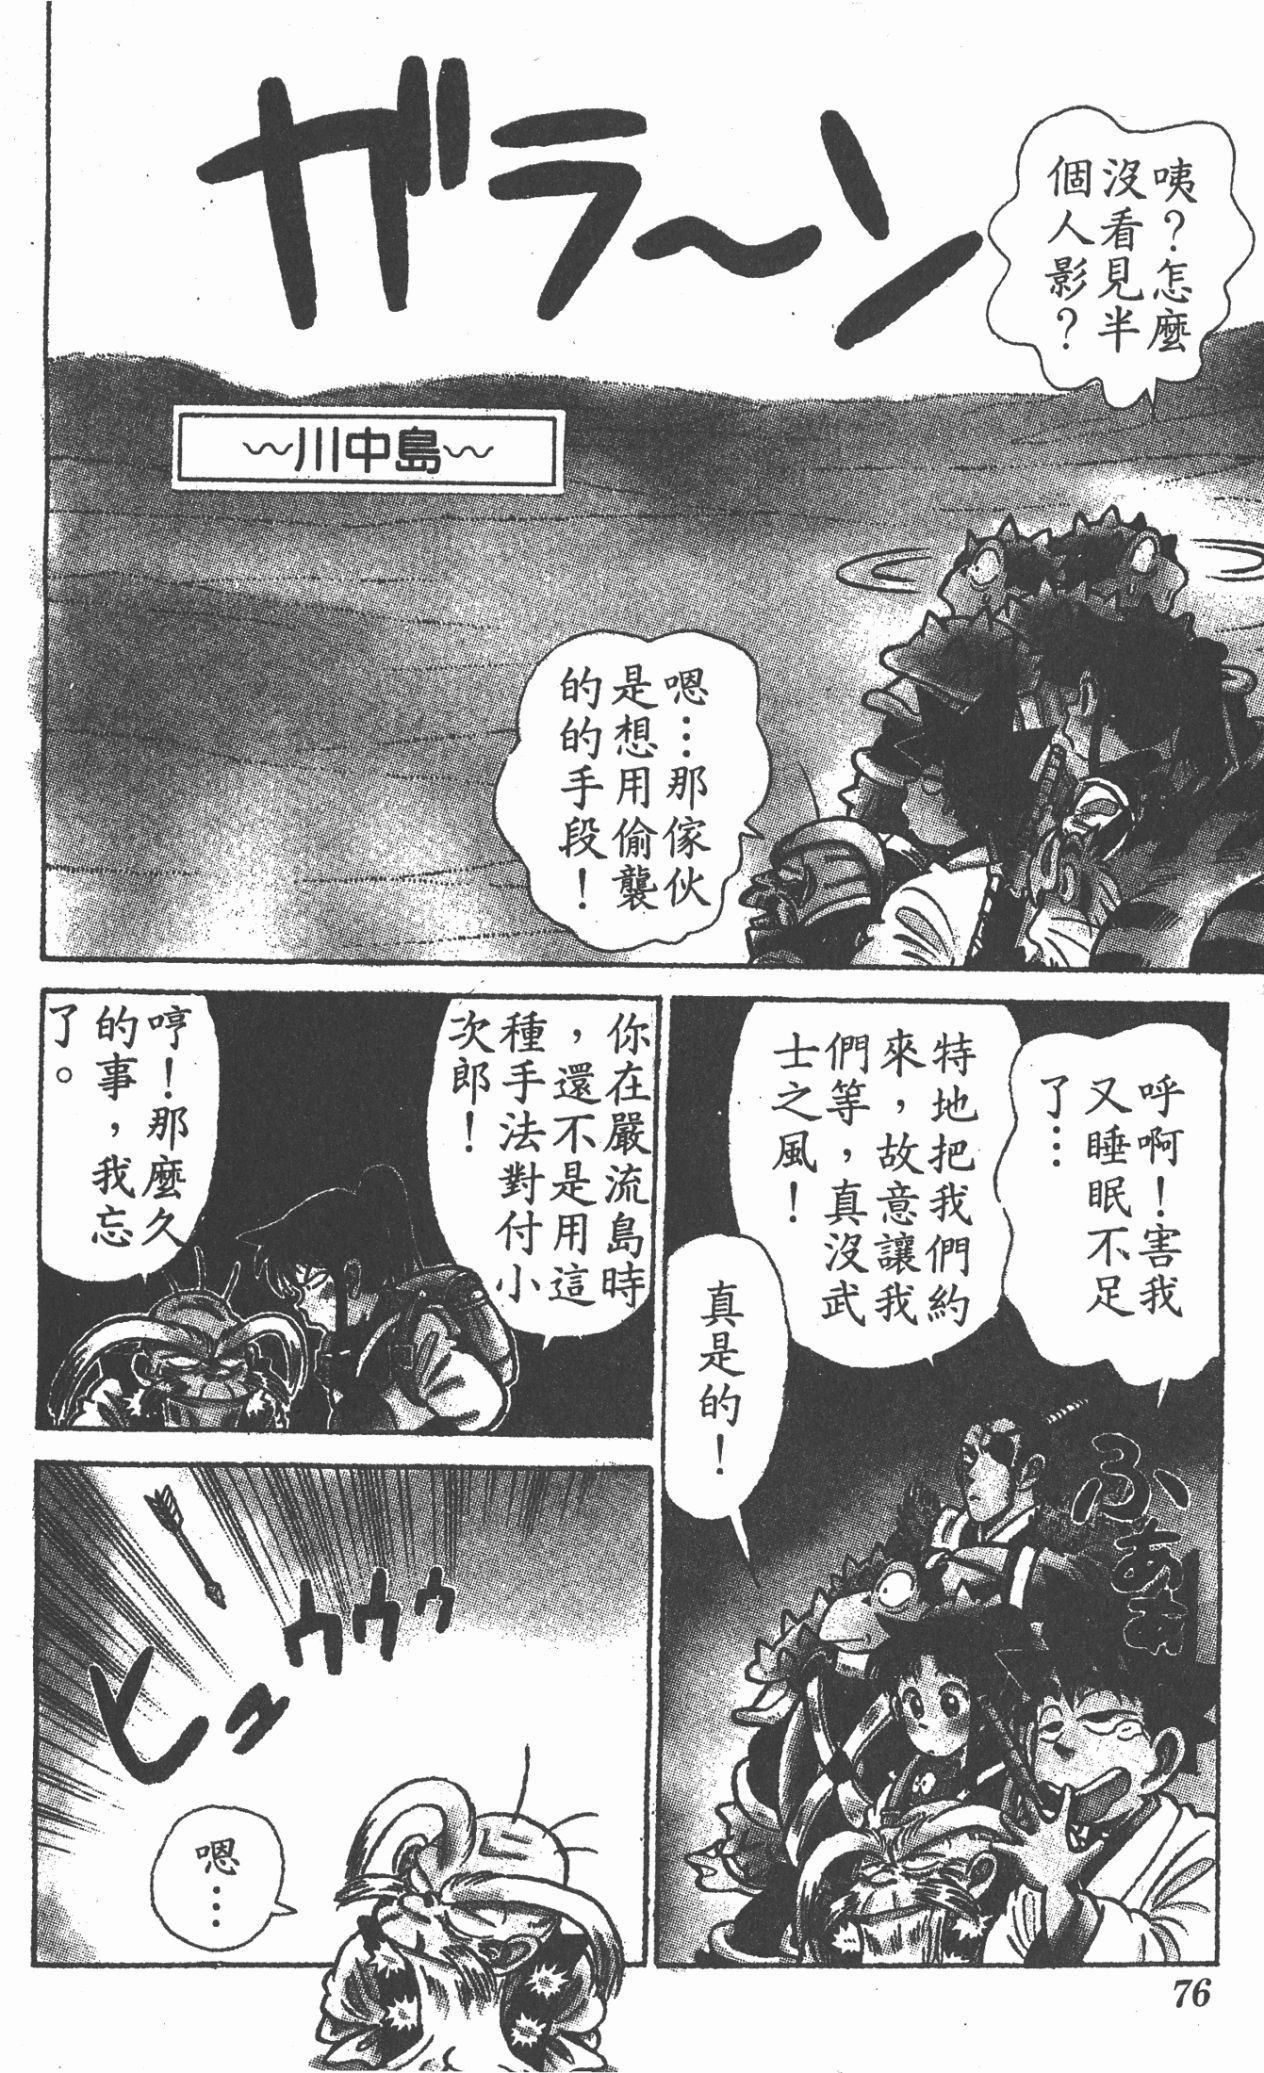 咦？怎麼
沒看見半
個人影？
ガラ〜ン
〜川中島〜
嗯…那傢伙
是想用偷襲
的的手段！
呼啊！害我
又睡眠不足
了…
特地把我們約
來，故意讓我
們等，真沒武
士之風！
真是的！
ふぁぁぁ
你在嚴流島時
，還不是用這
種手法對付小
次郎！
哼！那麼久
的事，我忘
了。
ヒュウウウ
嗯…
76